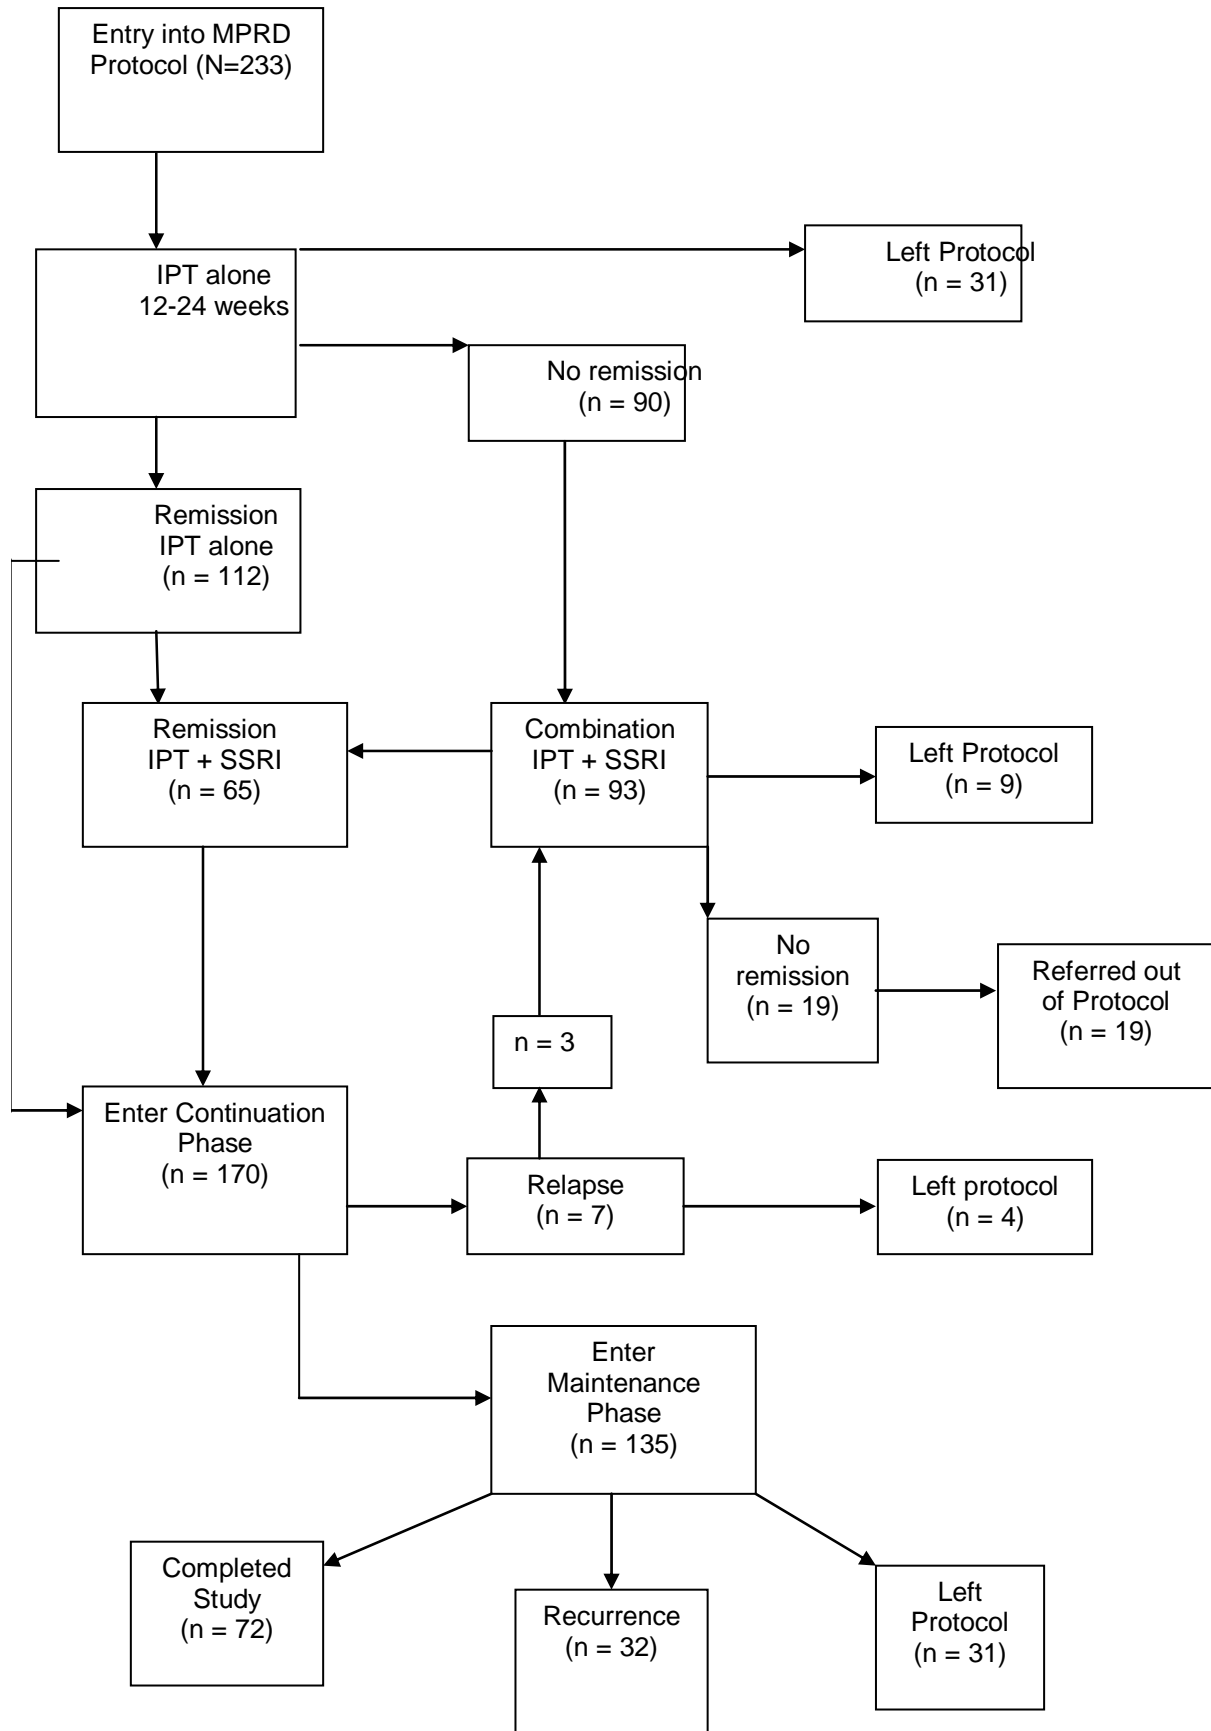 Entry into MPRD
Protocol (N=233)
IPT alone
12-24 weeks
Left Protocol
(n = 31)
No remission
(n = 90)
Remission
IPT alone
(n = 112)
Remission
IPT + SSRI
(n = 65)
Combination
IPT + SSRI
(n = 93)
Left Protocol
(n = 9)
No
remission
(n = 19)
Referred out
of Protocol
(n = 19)
n = 3
Enter Continuation
Phase
(n = 170)
Relapse
(n = 7)
Left protocol
(n = 4)
Enter
Maintenance
Phase
(n = 135)
Completed
Study
(n = 72)
Recurrence
(n = 32)
Left
Protocol
(n = 31)